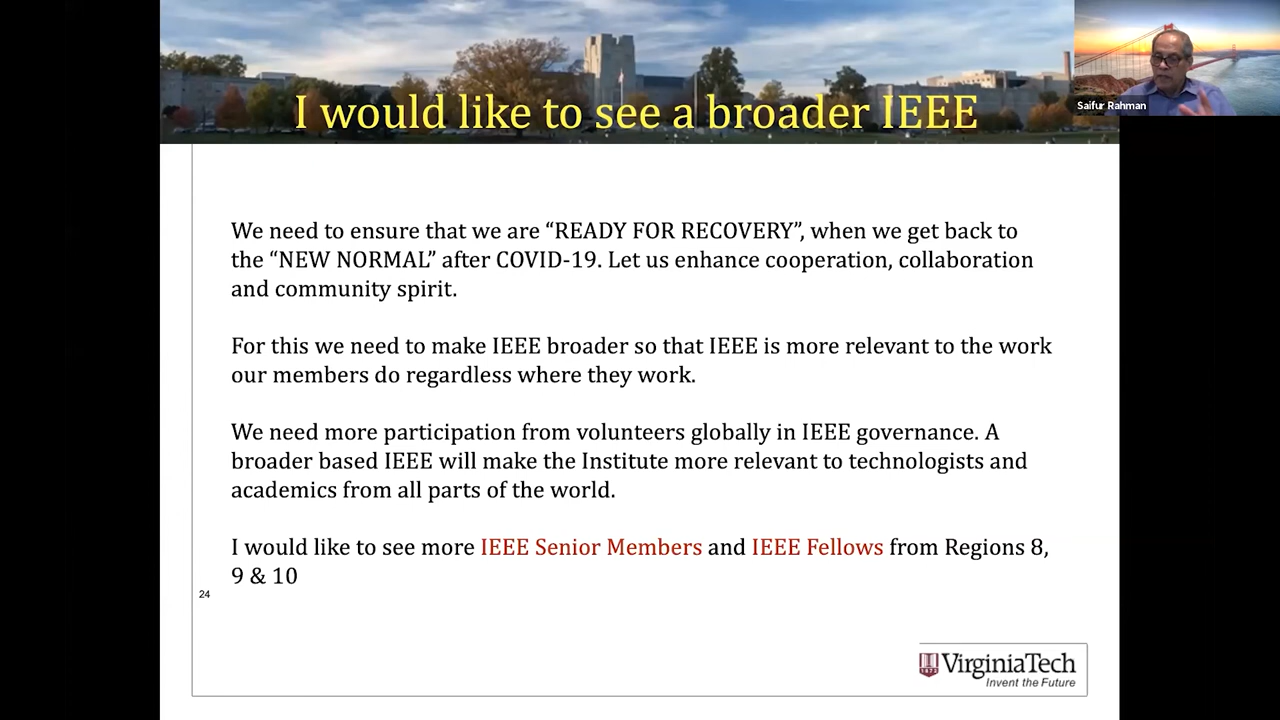 I would like to see a broader IEEE
Saifur Rahman
We need to ensure that we are “READY FOR RECOVERY”, when we get back to
the “NEW NORMAL” after COVID-19. Let us enhance cooperation, collaboration
and community spirit.
For this we need to make IEEE broader so that IEEE is more relevant to the work
our members do regardless where they work.
We need more participation from volunteers globally in IEEE governance. A
broader based IEEE will make the Institute more relevant to technologists and
academics from all parts of the world.
I would like to see more IEEE Senior Members and IEEE Fellows from Regions 8,
9 & 10
24
1872
VirginiaTech
Invent the Future